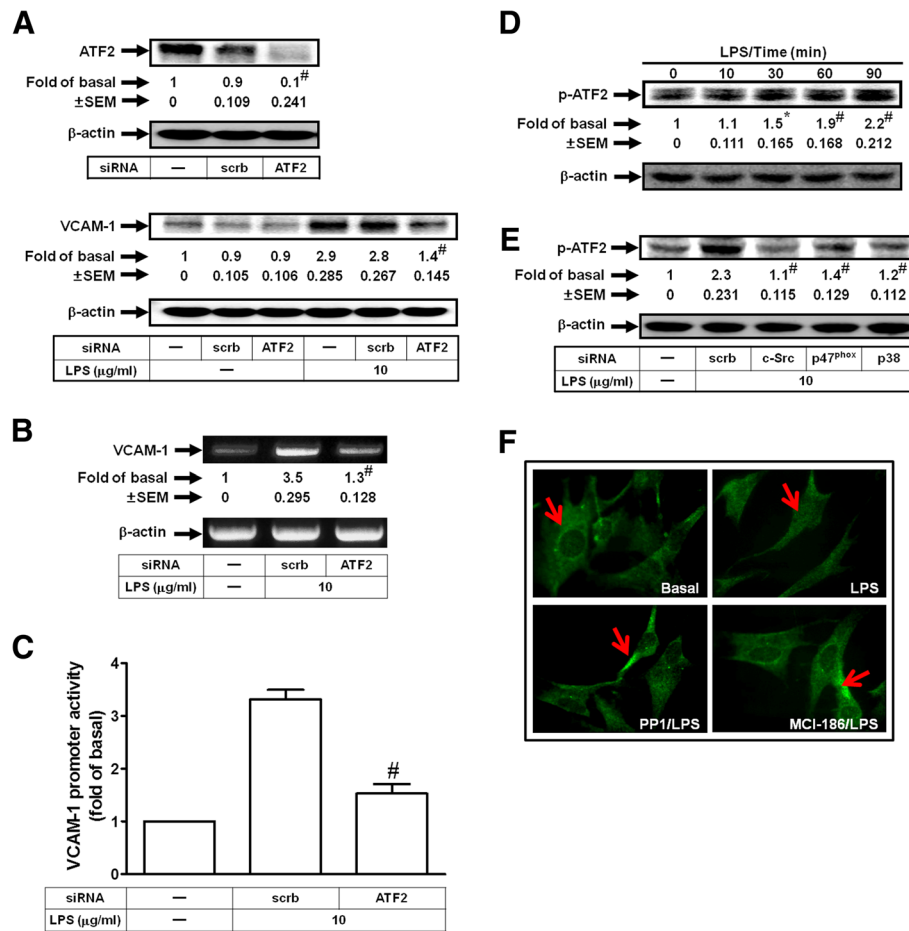 A
ATF2
Fold of basal 1 0.9 0.1#
±SEM 0 0.109 0.241
β-actin
siRNA — scrb ATF2
VCAM-1
Fold of basal 1 0.9 0.9 2.9 2.8 1.4#
±SEM 0 0.105 0.106 0.285 0.267 0.145
β-actin
siRNA — scrb ATF2 — scrb ATF2
LPS (μg/ml) — 10
B
VCAM-1
Fold of basal 1 3.5 1.3#
±SEM 0 0.295 0.128
β-actin
siRNA — scrb ATF2
LPS (μg/ml) — 10
C
VCAM-1 promoter activity
(fold of basal)
4
3
2
1
0
#
siRNA — scrb ATF2
LPS (μg/ml) — 10
D
LPS/Time (min)
0 10 30 60 90
p-ATF2
Fold of basal 1 1.1 1.5* 1.9# 2.2#
±SEM 0 0.111 0.165 0.168 0.212
β-actin
E
p-ATF2
Fold of basal 1 2.3 1.1# 1.4# 1.2#
±SEM 0 0.231 0.115 0.129 0.112
β-actin
siRNA — scrb c-Src p47phox p38
LPS (μg/ml) — 10
F
Basal
LPS
PP1/LPS
MCI-186/LPS